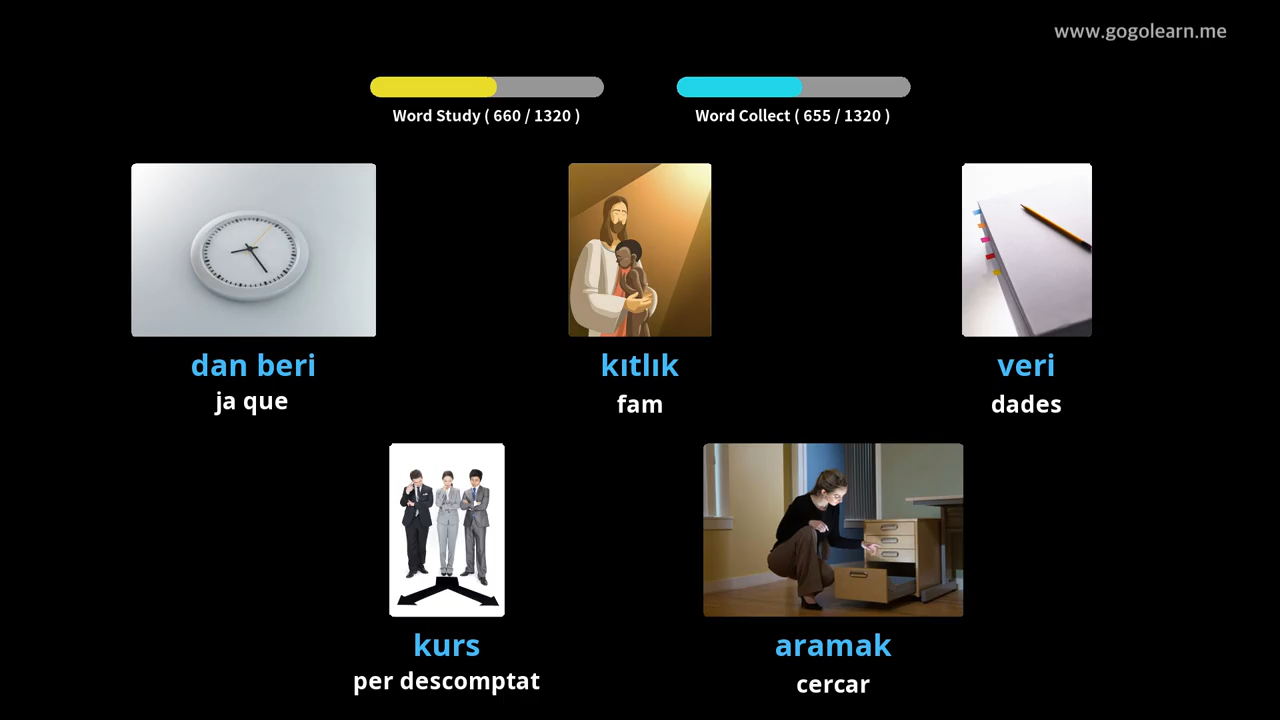 www.gogolearn.me
Word Study ( 660 / 1320 )
Word Collect ( 655 / 1320 )
dan beri
ja que
kıtlık
fam
veri
dades
kurs
per descomptat
aramak
cercar